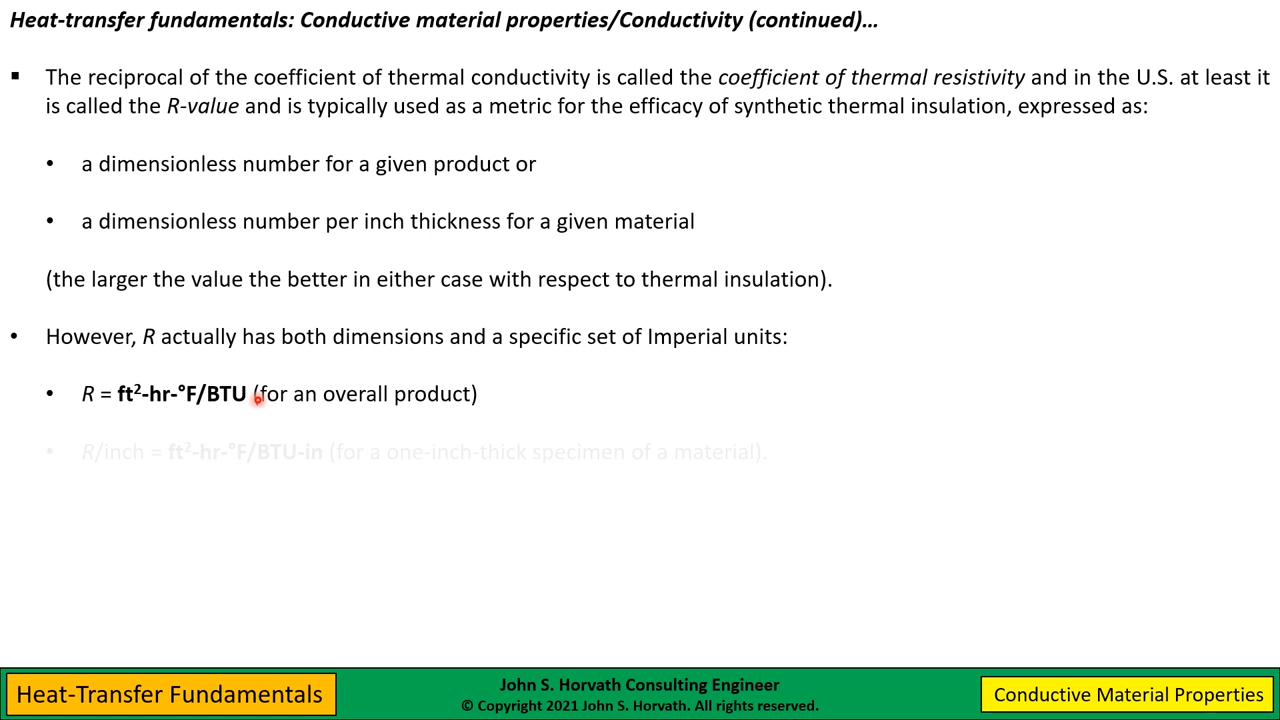 Heat-transfer fundamentals: Conductive material properties/Conductivity (continued)…
▪ The reciprocal of the coefficient of thermal conductivity is called the coefficient of thermal resistivity and in the U.S. at least it
is called the R-value and is typically used as a metric for the efficacy of synthetic thermal insulation, expressed as:
• a dimensionless number for a given product or
• a dimensionless number per inch thickness for a given material
(the larger the value the better in either case with respect to thermal insulation).
• However, R actually has both dimensions and a specific set of Imperial units:
• R = ft²-hr-°F/BTU (for an overall product)
• R/inch = ft²-hr-°F/BTU-in (for a one-inch-thick specimen of a material).
Heat-Transfer Fundamentals
John S. Horvath Consulting Engineer
© Copyright 2021 John S. Horvath. All rights reserved.
Conductive Material Properties